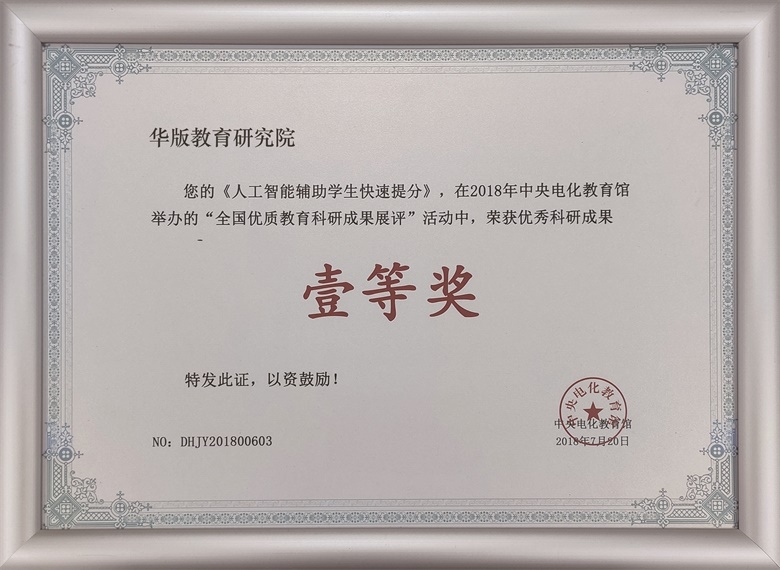 华版教育研究院
您的《人工智能辅助学生快速提分》，在2018年中央电化教育馆
举办的“全国优质教育科研成果展评”活动中，荣获优秀科研成果
壹等奖
特发此证，以资鼓励！
NO：DHJY201800603
中央电化教育馆
中央电化教育馆
2018年7月20日